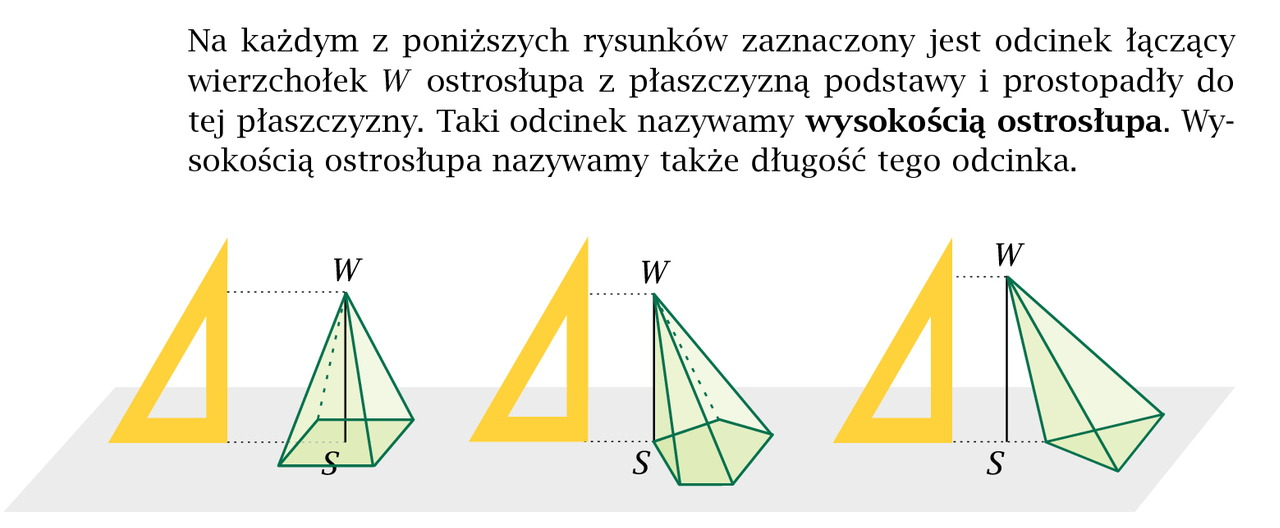 Na każdym z poniższych rysunków zaznaczony jest odcinek łączący
wierzchołek W ostrosłupa z płaszczyzną podstawy i prostopadły do
tej płaszczyzny. Taki odcinek nazywamy wysokością ostrosłupa. Wy-
sokością ostrosłupa nazywamy także długość tego odcinka.
W W W
S S S